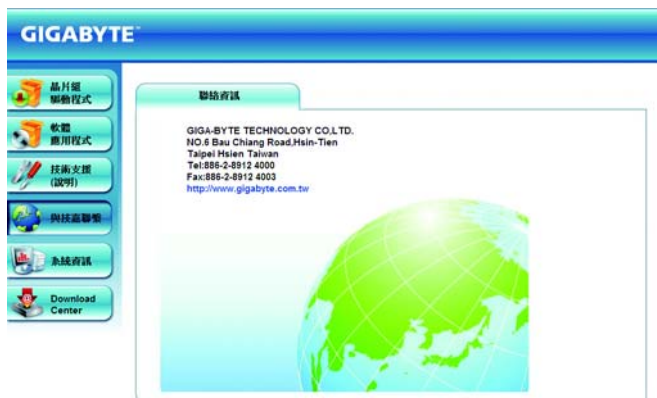 GIGABYTE™
晶片組
驅動程式
軟體
應用程式
技術支援
(說明)
與技嘉聯繫
系統資訊
Download
Center
聯絡資訊
GIGA-BYTE TECHNOLOGY CO,LTD.
NO.6 Bau Chiang Road,Hsin-Tien
Taipei Hsien Taiwan
Tel:886-2-8912 4000
Fax:886-2-8912 4003
http://www.gigabyte.com.tw